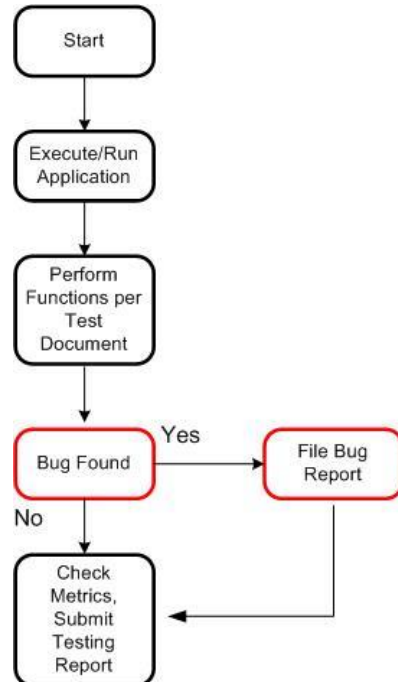 Start
Execute/Run
Application
Perform
Functions per
Test
Document
Yes
Bug Found
File Bug
Report
No
Check
Metrics,
Submit
Testing
Report